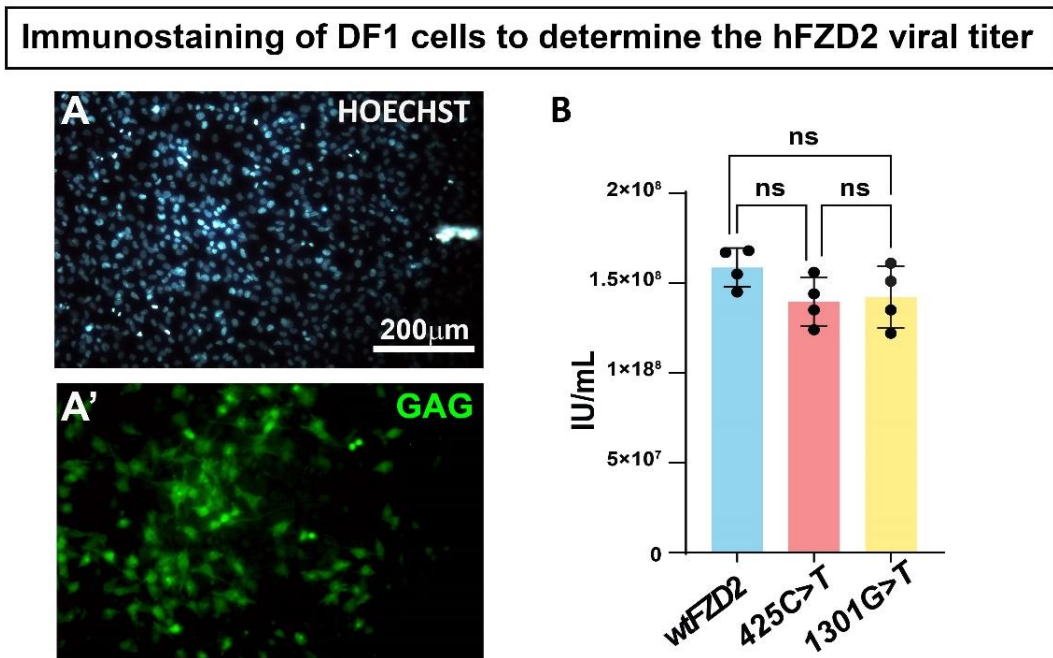 Immunostaining of DF1 cells to determine the hFZD2 viral titer
A
HOECHST
200μm
A'
GAG
B
ns
ns
ns
2×10⁸
1.5×10⁸
1×18⁸
5×10⁷
0
IU/mL
wtFZD2
425C>T
1301G>T